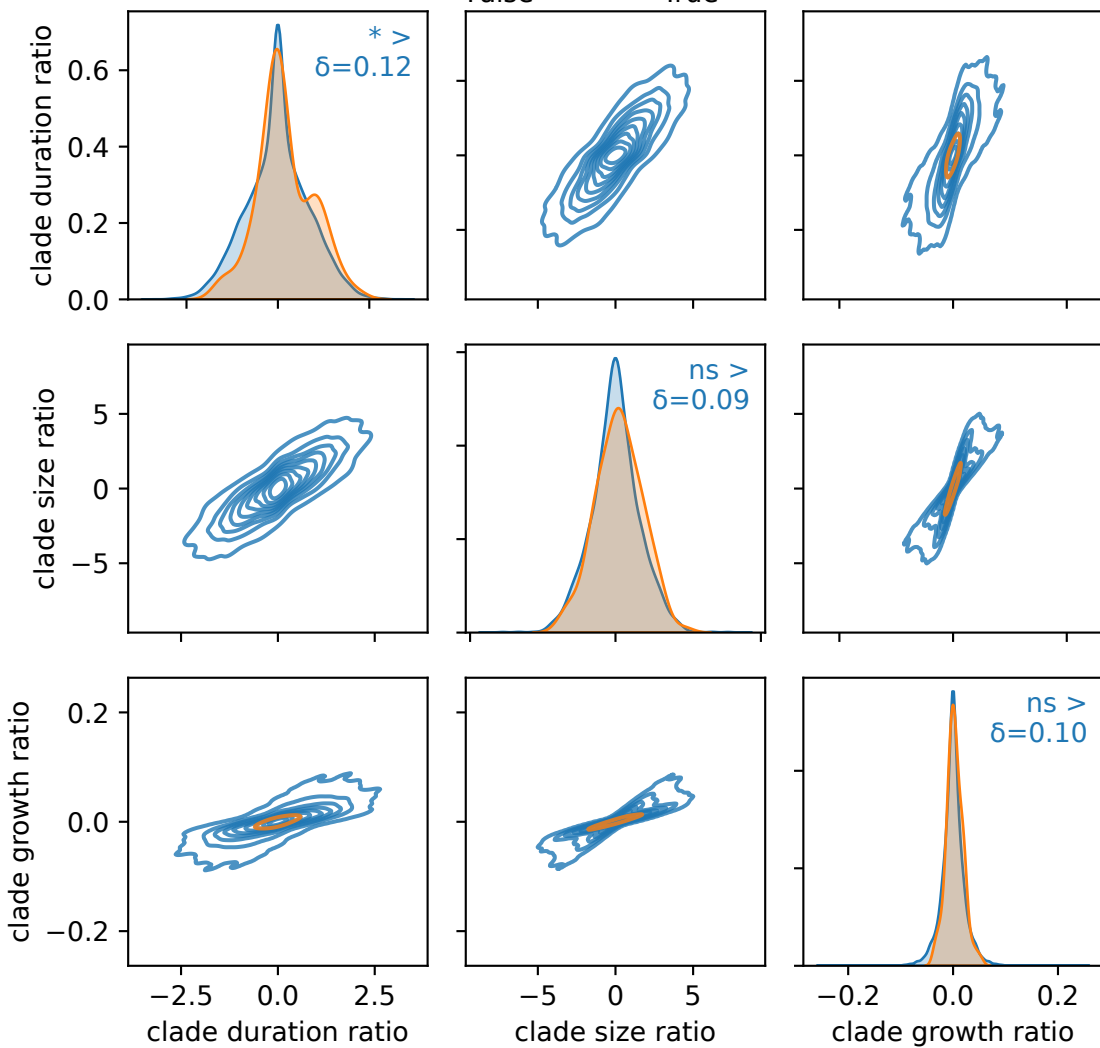 True
clade duration ratio
0.6
0.4
0.2
0.0
* >
δ=0.12
clade size ratio
5
0
−5
ns >
δ=0.09
clade growth ratio
0.2
0.0
−0.2
ns >
δ=0.10
−2.5 0.0 2.5
−5 0 5
−0.2 0.0 0.2
clade duration ratio
clade size ratio
clade growth ratio